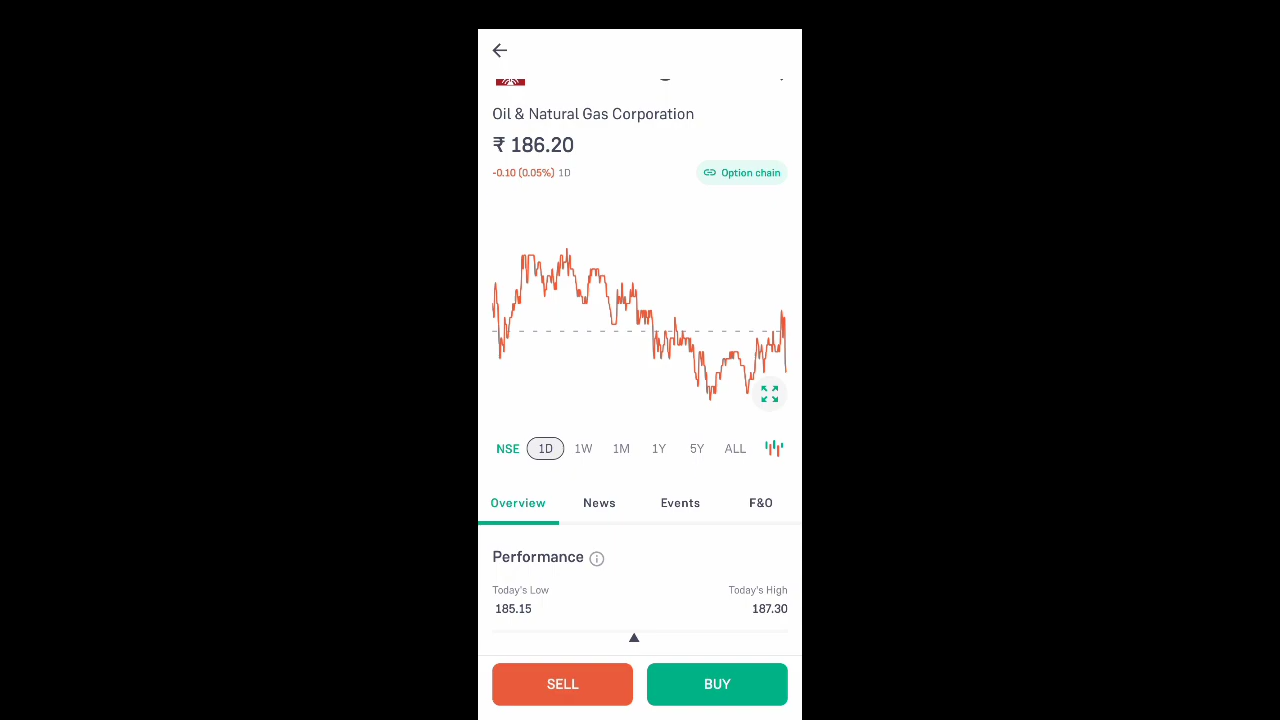 Oil & Natural Gas Corporation
₹ 186.20
-0.10 (0.05%) 1D
Option chain
NSE 1D 1W 1M 1Y 5Y ALL
Overview News Events F&O
Performance
Today's Low Today's High
185.15 187.30
SELL BUY